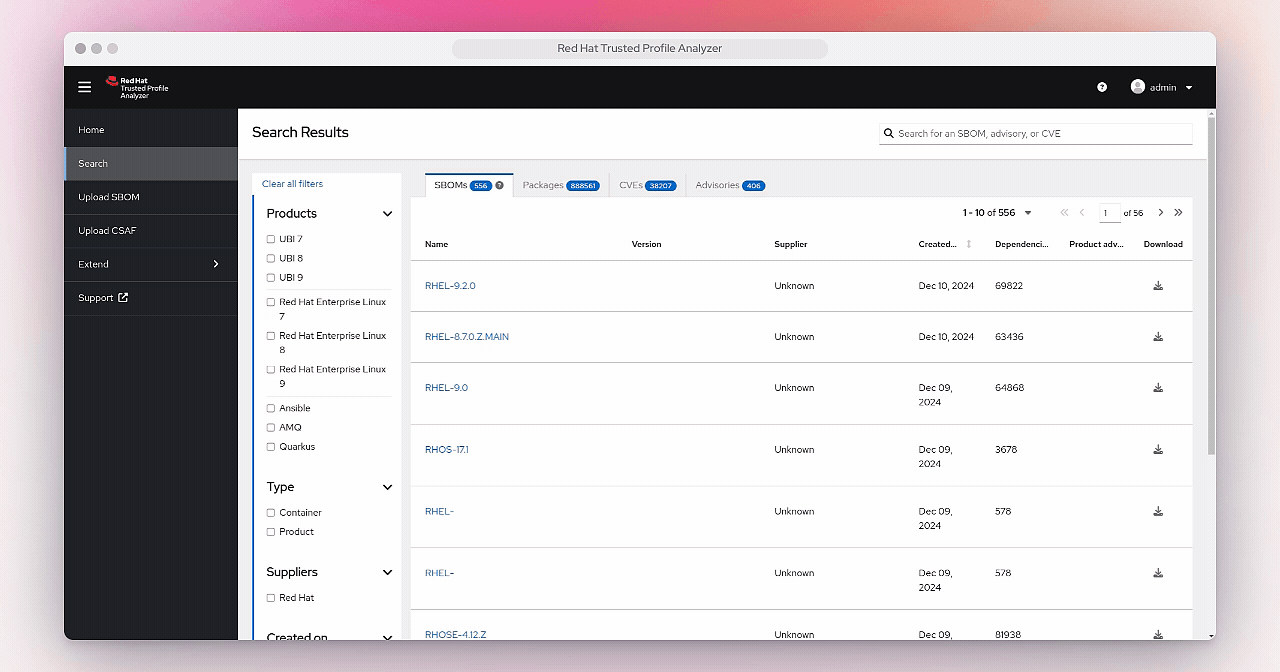 Red Hat Trusted Profile Analyzer
Red Hat
Trusted Profile
Analyzer
admin
Home
Search
Upload SBOM
Upload CSAF
Extend
Support
Search Results
Search for an SBOM, advisory, or CVE
Clear all filters
Products
UBI 7
UBI 8
UBI 9
Red Hat Enterprise Linux
7
Red Hat Enterprise Linux
8
Red Hat Enterprise Linux
9
Ansible
AMQ
Quarkus
Type
Container
Product
Suppliers
Red Hat
Created on
SBOMs 556 Packages 888561 CVEs 38207 Advisories 406
1 - 10 of 556 1 of 56
Name Version Supplier Created... Dependenci... Product adv... Download
RHEL-9.2.0 Unknown Dec 10, 2024 69822
RHEL-8.7.0.Z.MAIN Unknown Dec 10, 2024 63436
RHEL-9.0 Unknown Dec 09, 64868
2024
RHOS-17.1 Unknown Dec 09, 3678
2024
RHEL- Unknown Dec 09, 578
2024
RHEL- Unknown Dec 09, 578
2024
RHOSE-4.12.Z Unknown Dec 09, 81938